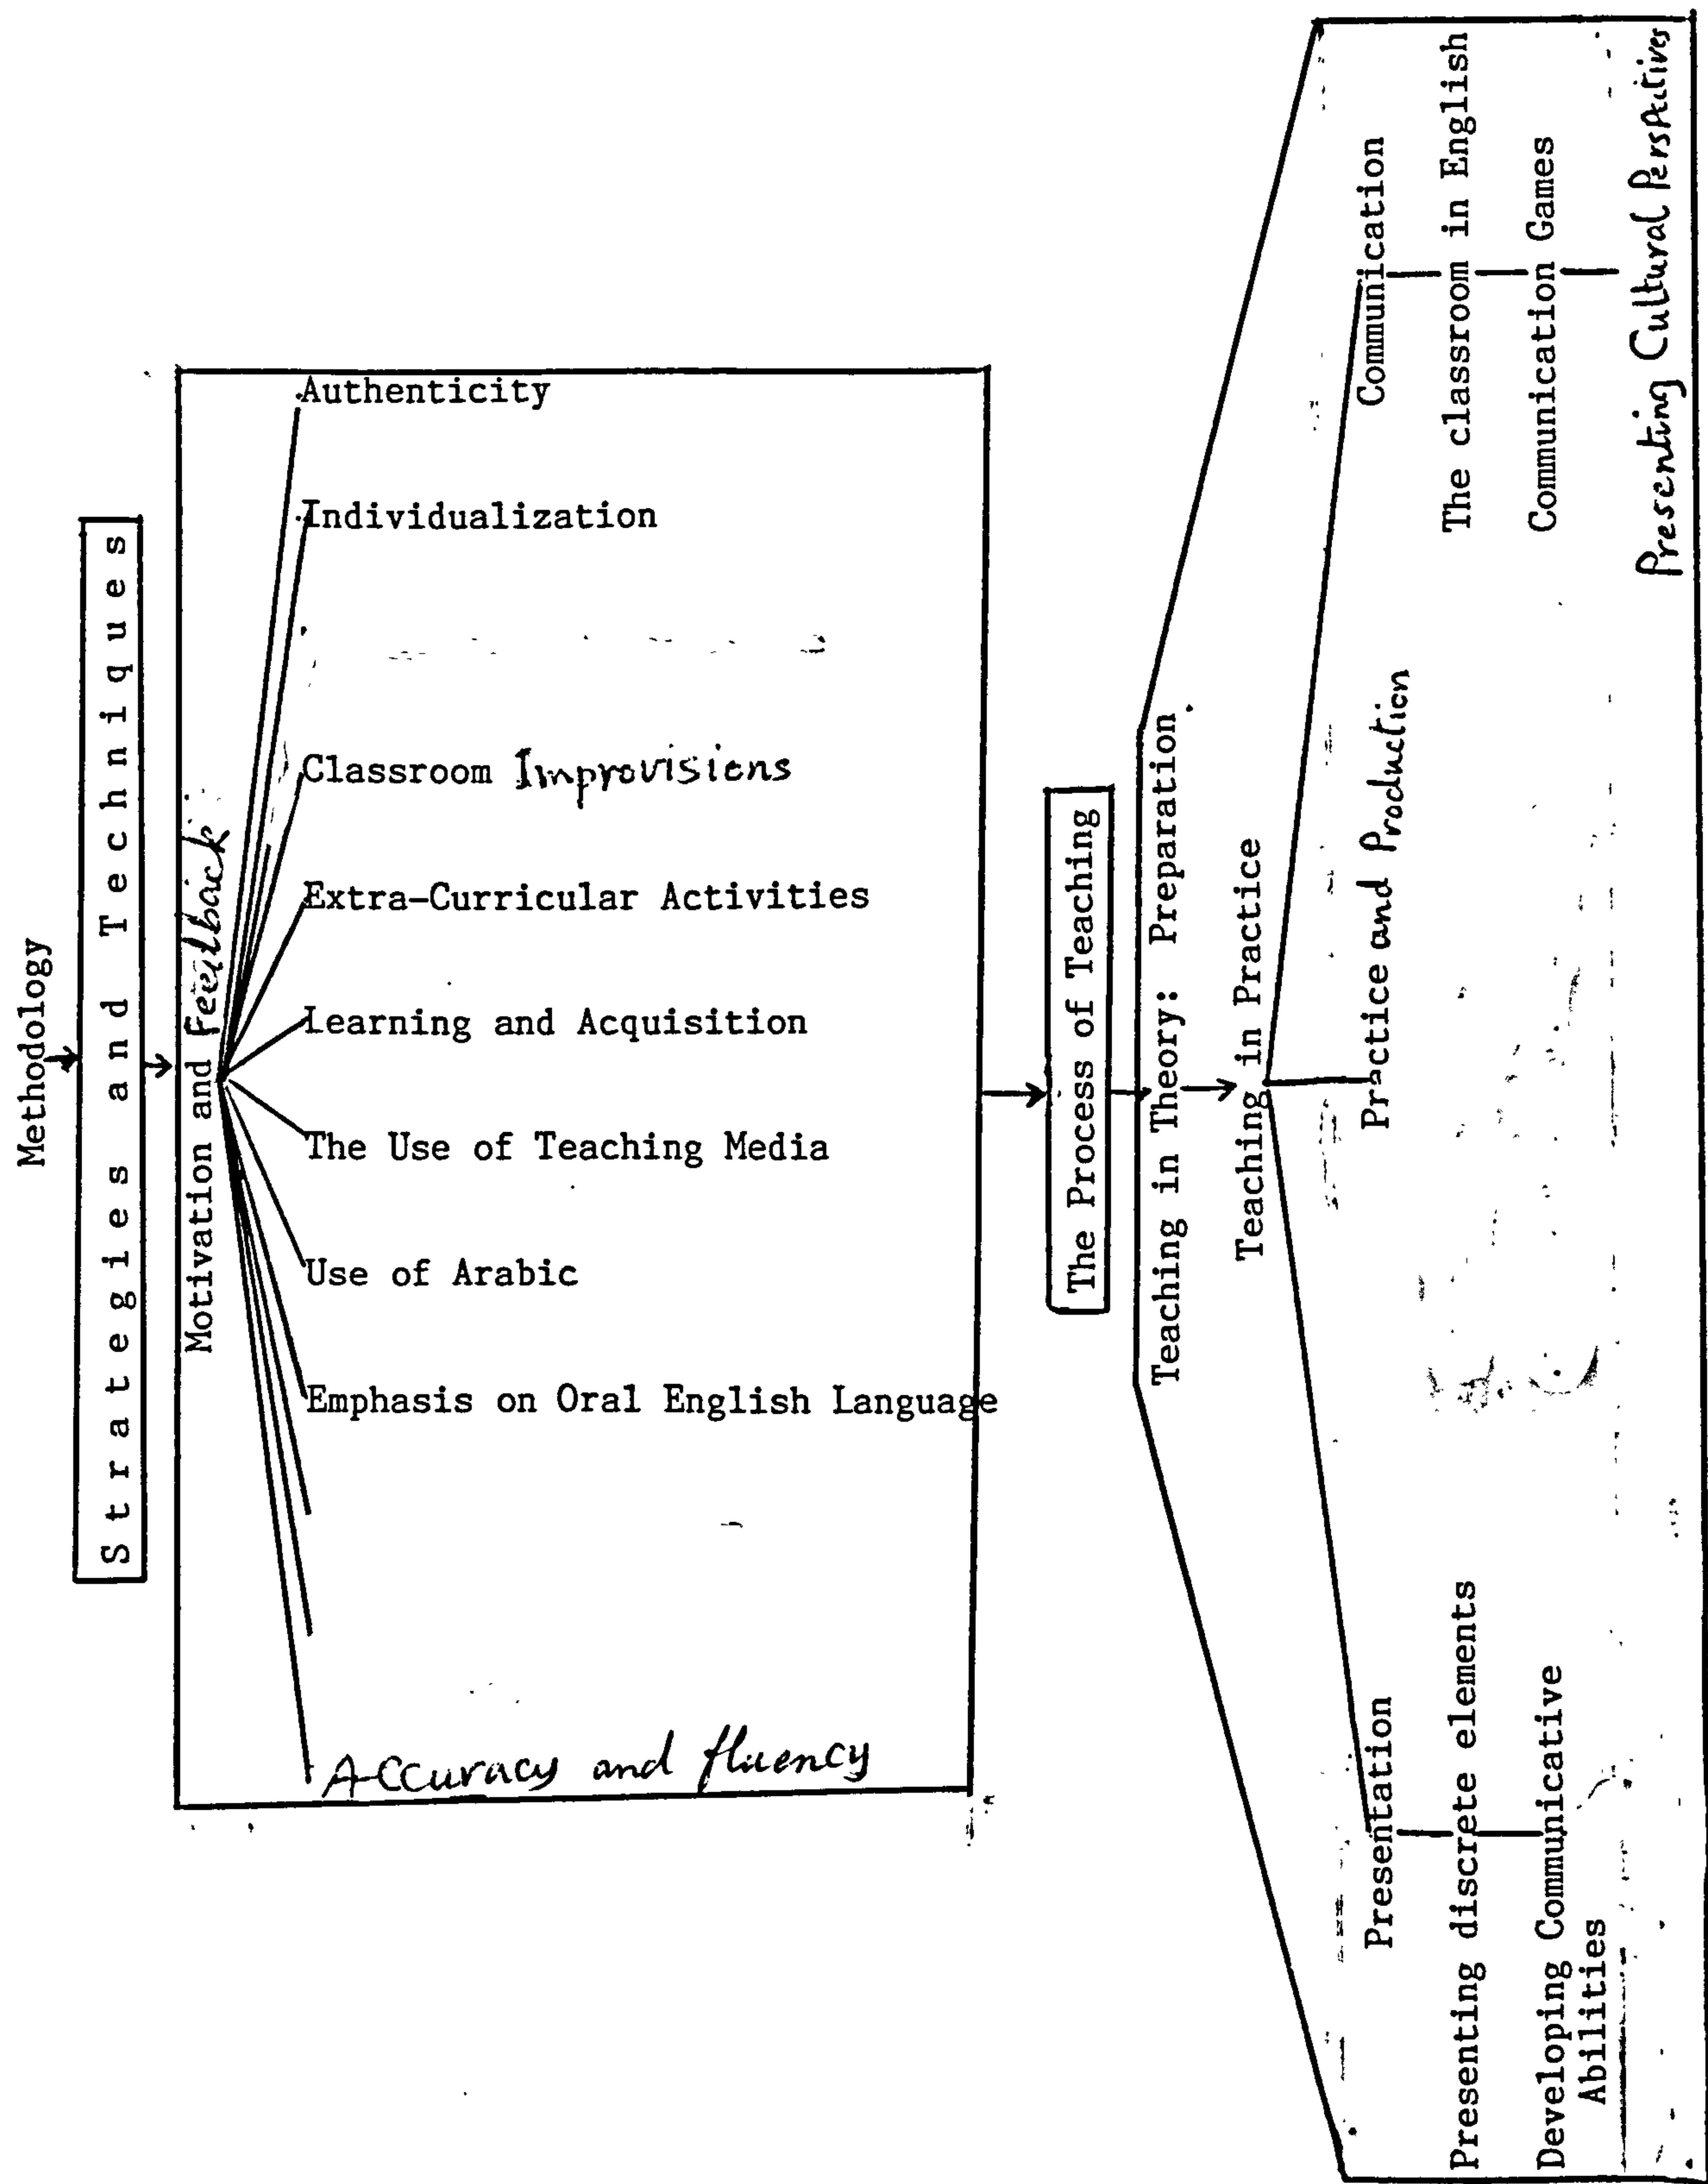 Methodology
Strategies and Techniques
Motivation and Feedback
Authenticity
Individualization
Classroom Improvisions
Extra-Curricular Activities
Learning and Acquisition
The Use of Teaching Media
Use of Arabic
Emphasis on Oral English Language
Accuracy and fluency
The Process of Teaching
Teaching in Theory: Preparation
Teaching in Practice
Presentation
Presenting discrete elements
Developing Communicative
Abilities
Practice and Production
Communication
The classroom in English
Communication Games
Presenting Cultural Perspectives